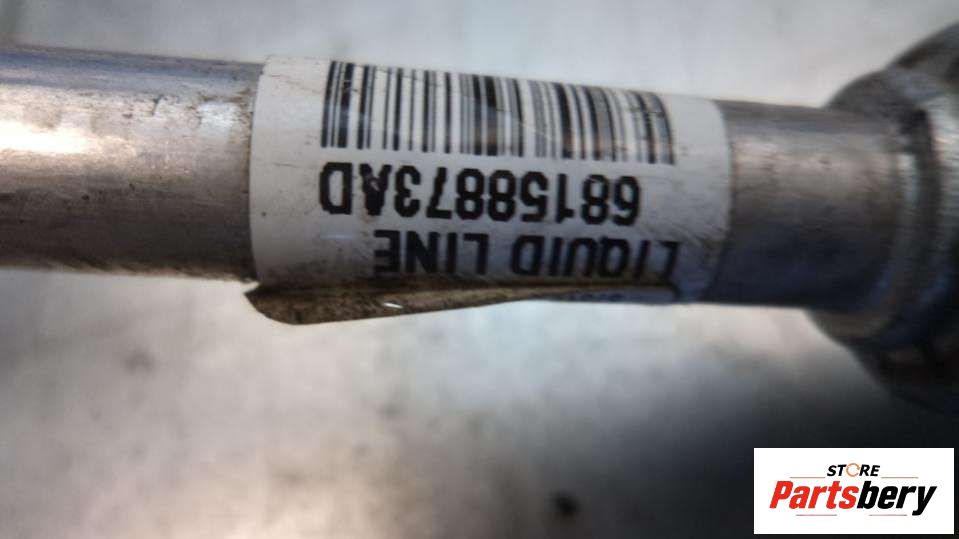 LIQUID LINE
68158873AD
STORE
Partsbery